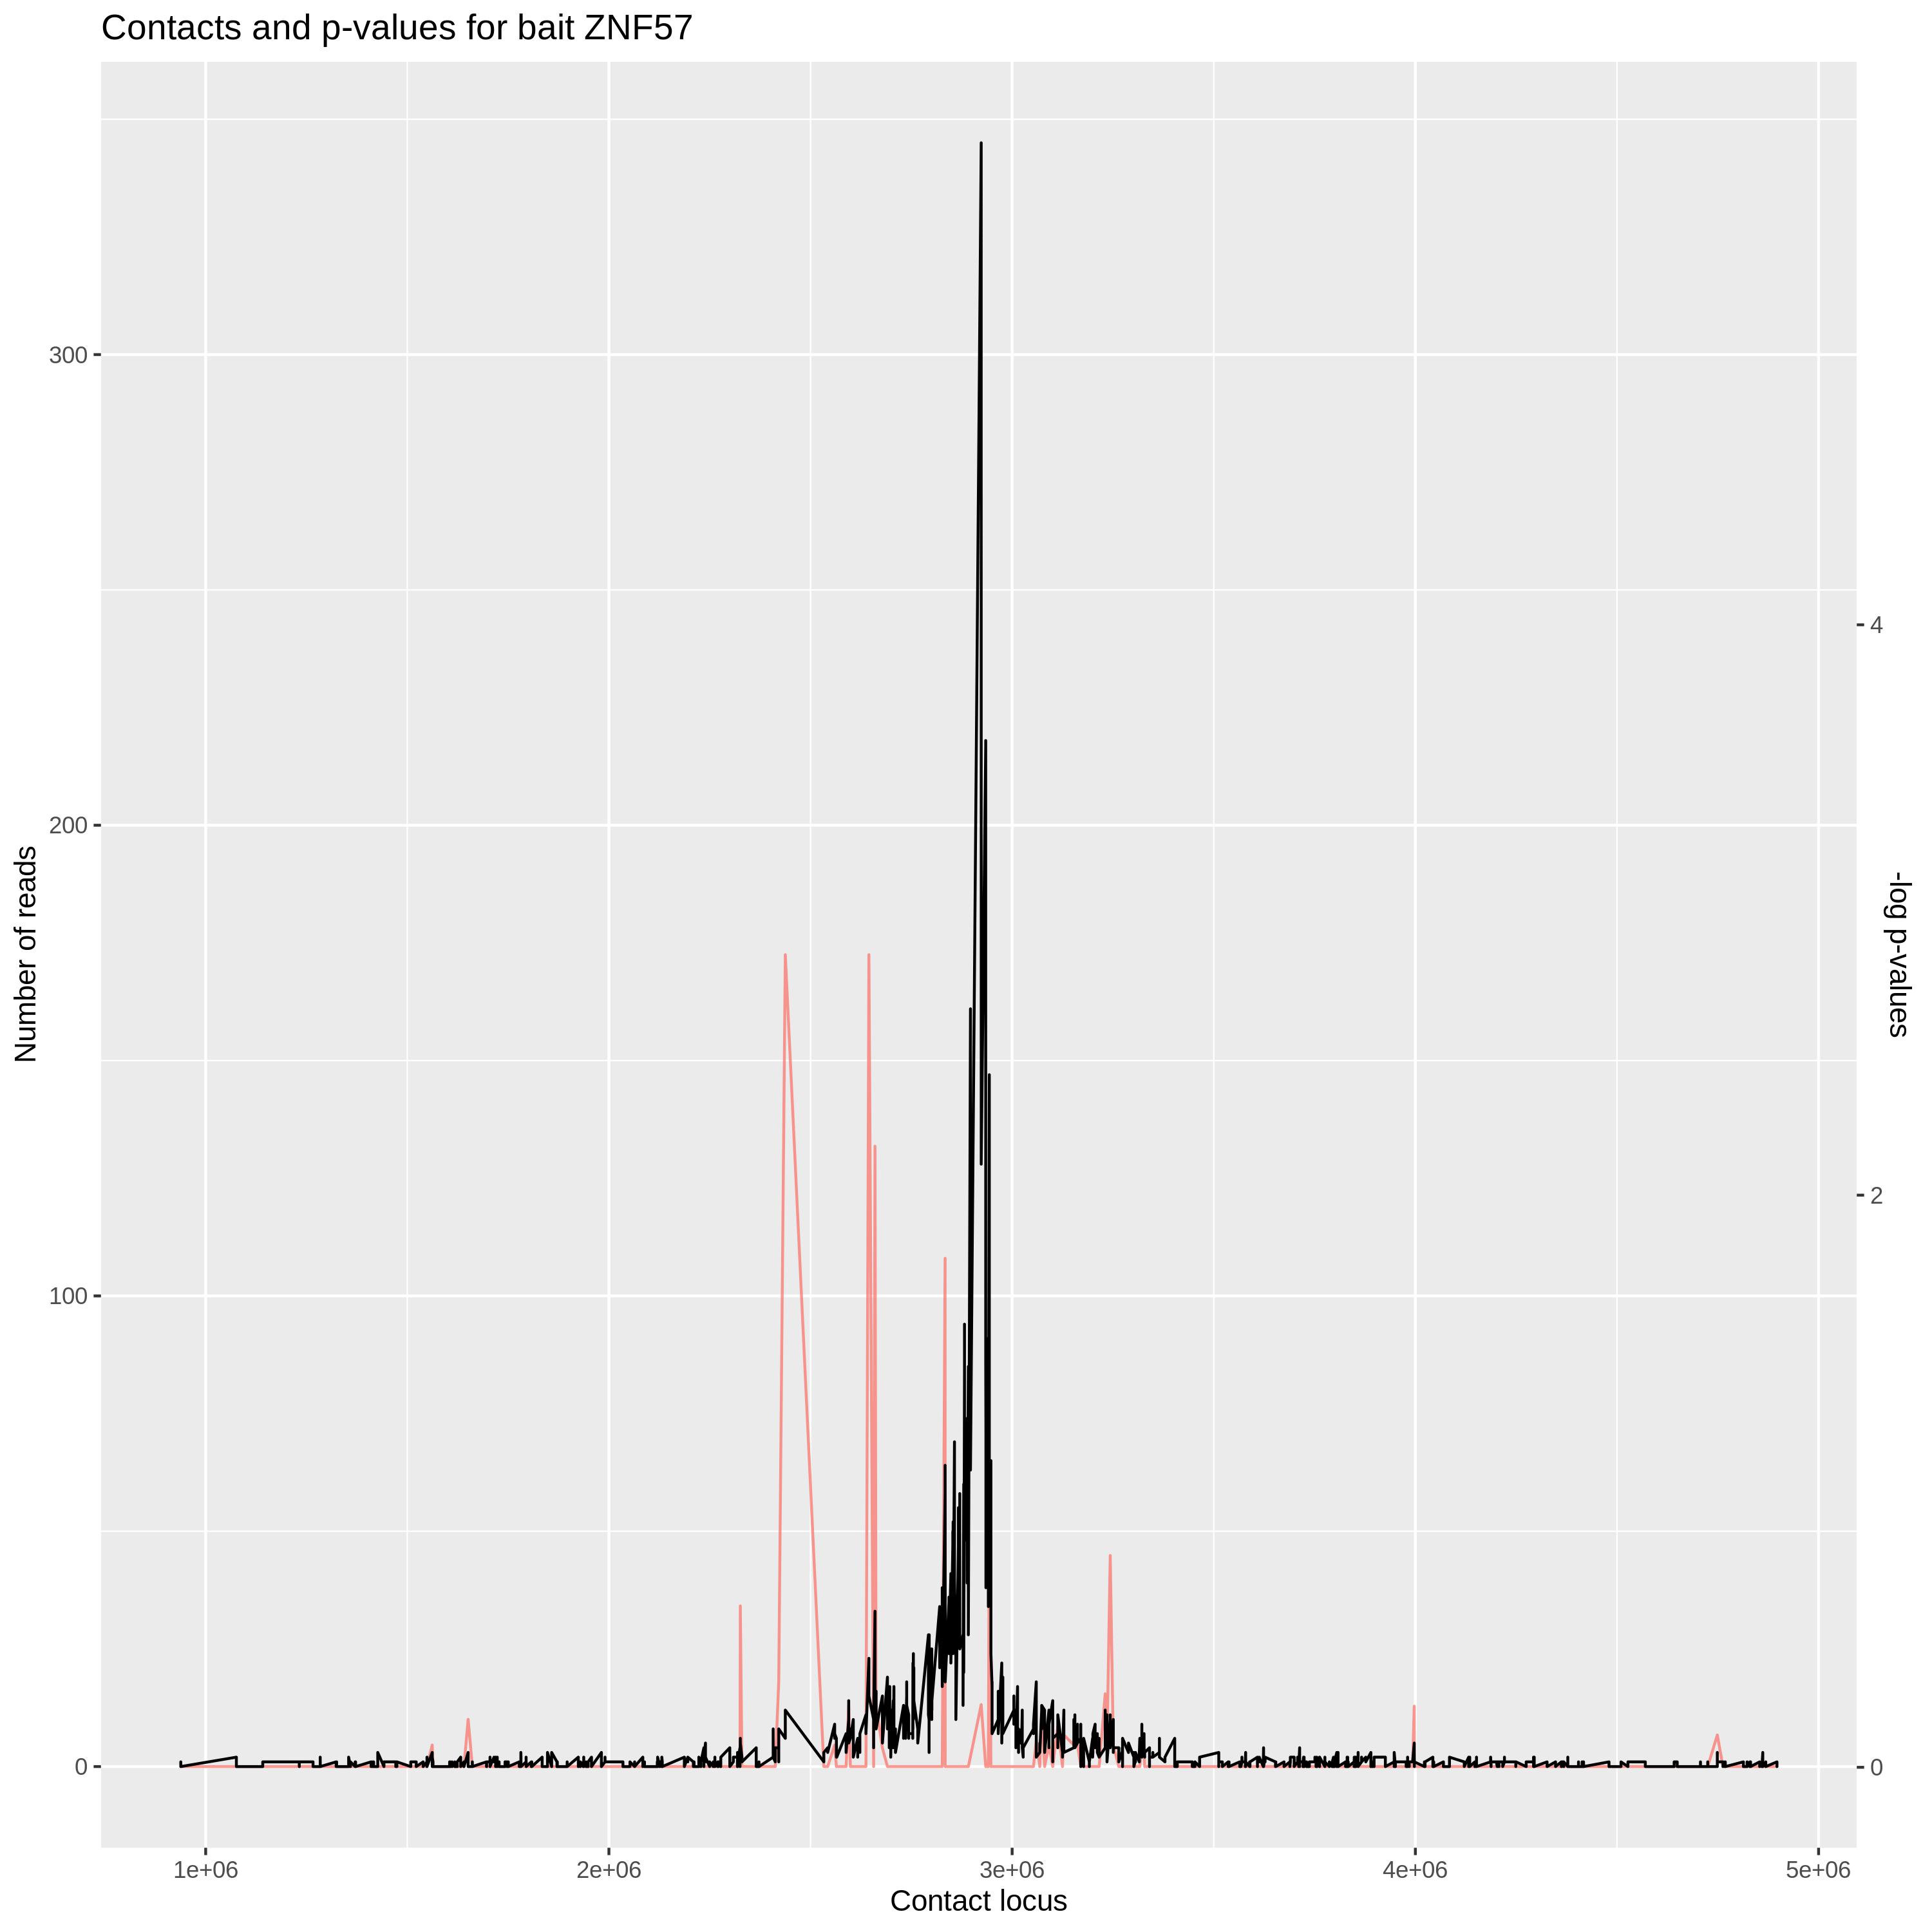 Contacts and p-values for bait ZNF57
300
200
100
0
Number of reads
4
2
0
-log p-values
1e+06
2e+06
3e+06
4e+06
5e+06
Contact locus